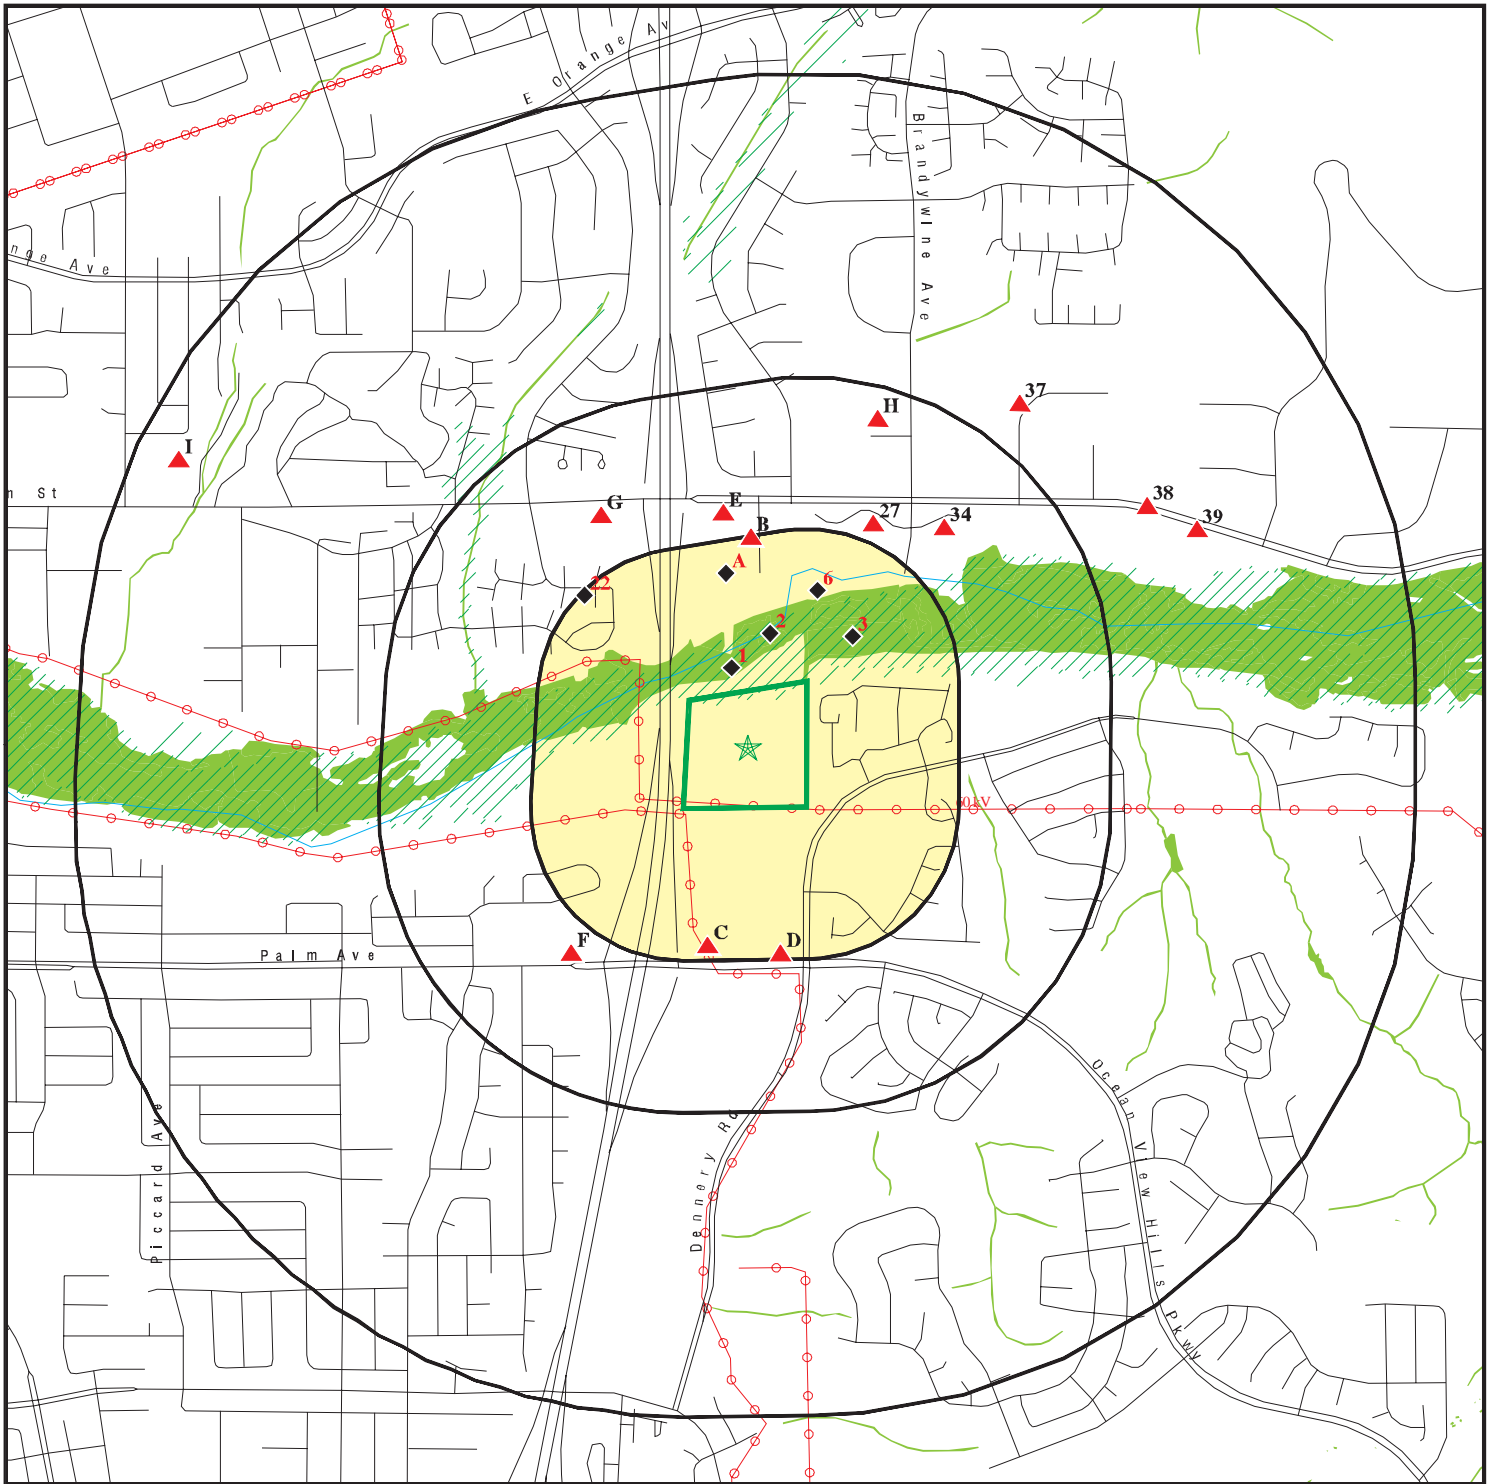 E Orange Av
Brandywine Ave
nge Ave
37
H
I
n St
G
E
B
27
34
38
39
A
22
6
2
3
1
60 kV
F
C
D
Palm Ave
Piccard Ave
Dennery Rd
Ocean View Hills Pkwy